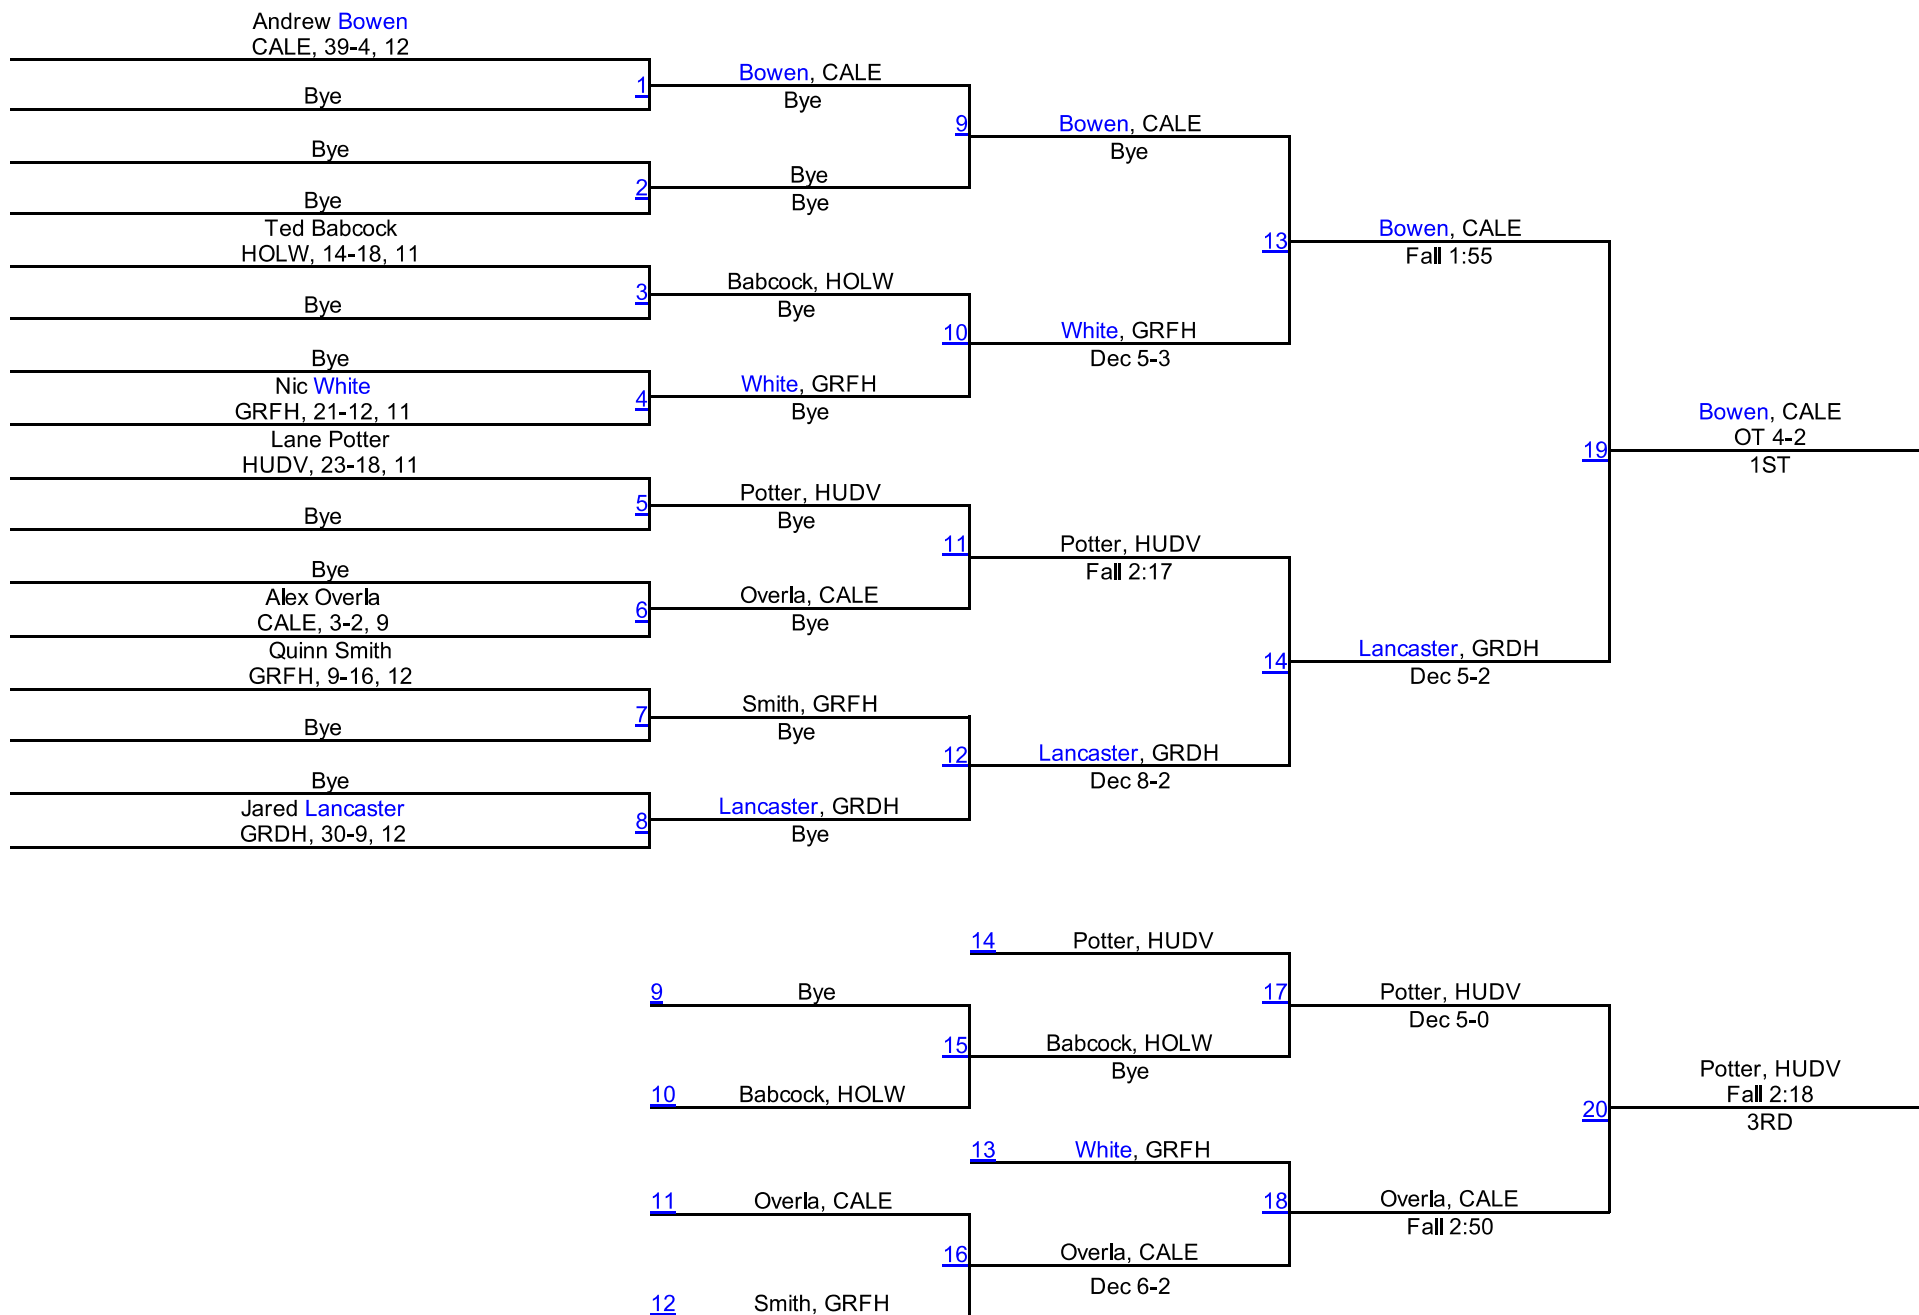 Andrew Bowen
CALE, 39-4, 12
1
Bye
Bye
2
Bye
Ted Babcock
HOLW, 14-18, 11
3
Bye
Bye
Nic White
4
GRFH, 21-12, 11
Lane Potter
HUDV, 23-18, 11
5
Bye
Bye
Alex Overla
6
CALE, 3-2, 9
Quinn Smith
GRFH, 9-16, 12
7
Bye
Bye
Jared Lancaster
8
GRDH, 30-9, 12
Bowen, CALE
Bye
9
Bye
Bye
Babcock, HOLW
Bye
10
White, GRFH
Bye
Potter, HUDV
Bye
11
Overla, CALE
Bye
Smith, GRFH
Bye
12
Lancaster, GRDH
Bye
Bowen, CALE
Bye
13
White, GRFH
Dec 5-3
Potter, HUDV
Fall 2:17
14
Lancaster, GRDH
Dec 8-2
Bowen, CALE
Fall 1:55
19
Lancaster, GRDH
Dec 5-2
Bowen, CALE
OT 4-2
1ST
14 Potter, HUDV
9 Bye
17
15
Babcock, HOLW
Bye
10 Babcock, HOLW
Potter, HUDV
Dec 5-0
20
13 White, GRFH
11 Overla, CALE
18
16
Overla, CALE
Dec 6-2
12 Smith, GRFH
Overla, CALE
Fall 2:50
Potter, HUDV
Fall 2:18
3RD